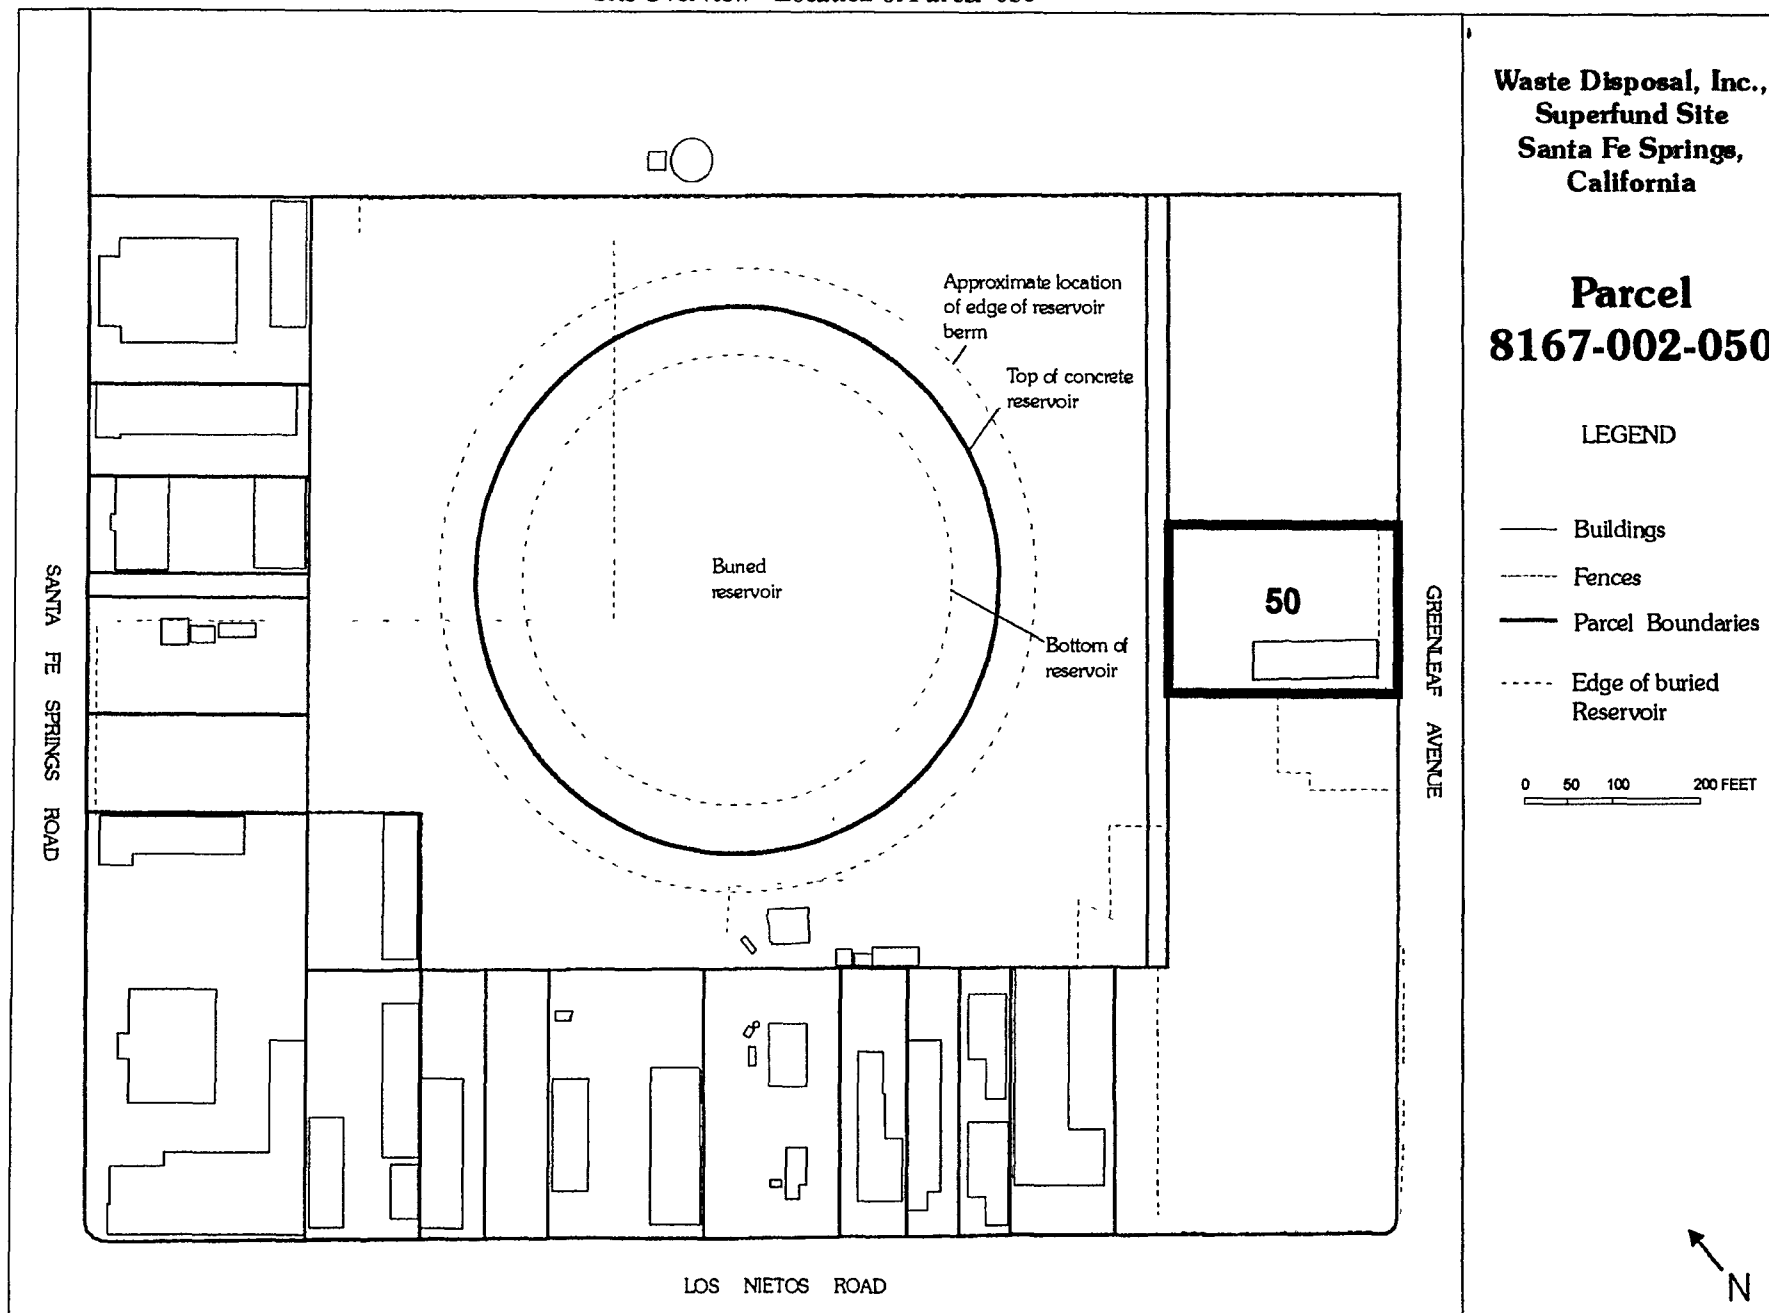 Waste Disposal, Inc.,
Superfund Site
Santa Fe Springs,
California
Parcel
8167-002-050
LEGEND
Buildings
Fences
Parcel Boundaries
Edge of buried
Reservoir
0 50 100 200 FEET
N
Approximate location
of edge of reservoir
berm
Top of concrete
reservoir
Buried
reservoir
Bottom of
reservoir
50
SANTA FE SPRINGS ROAD
GREENLEAF AVENUE
LOS NIETOS ROAD